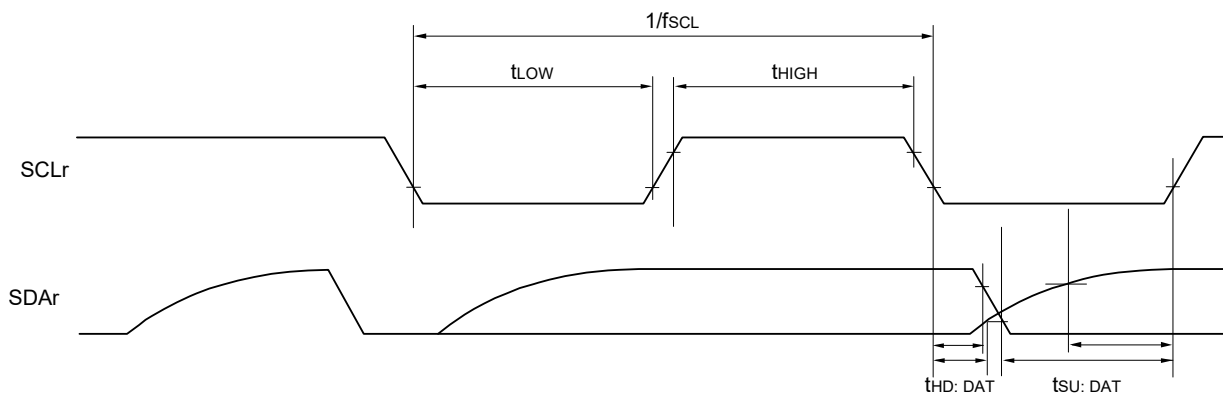 1/fSCL
tLOW tHIGH
SCLr
SDAr
tHD: DAT tSU: DAT